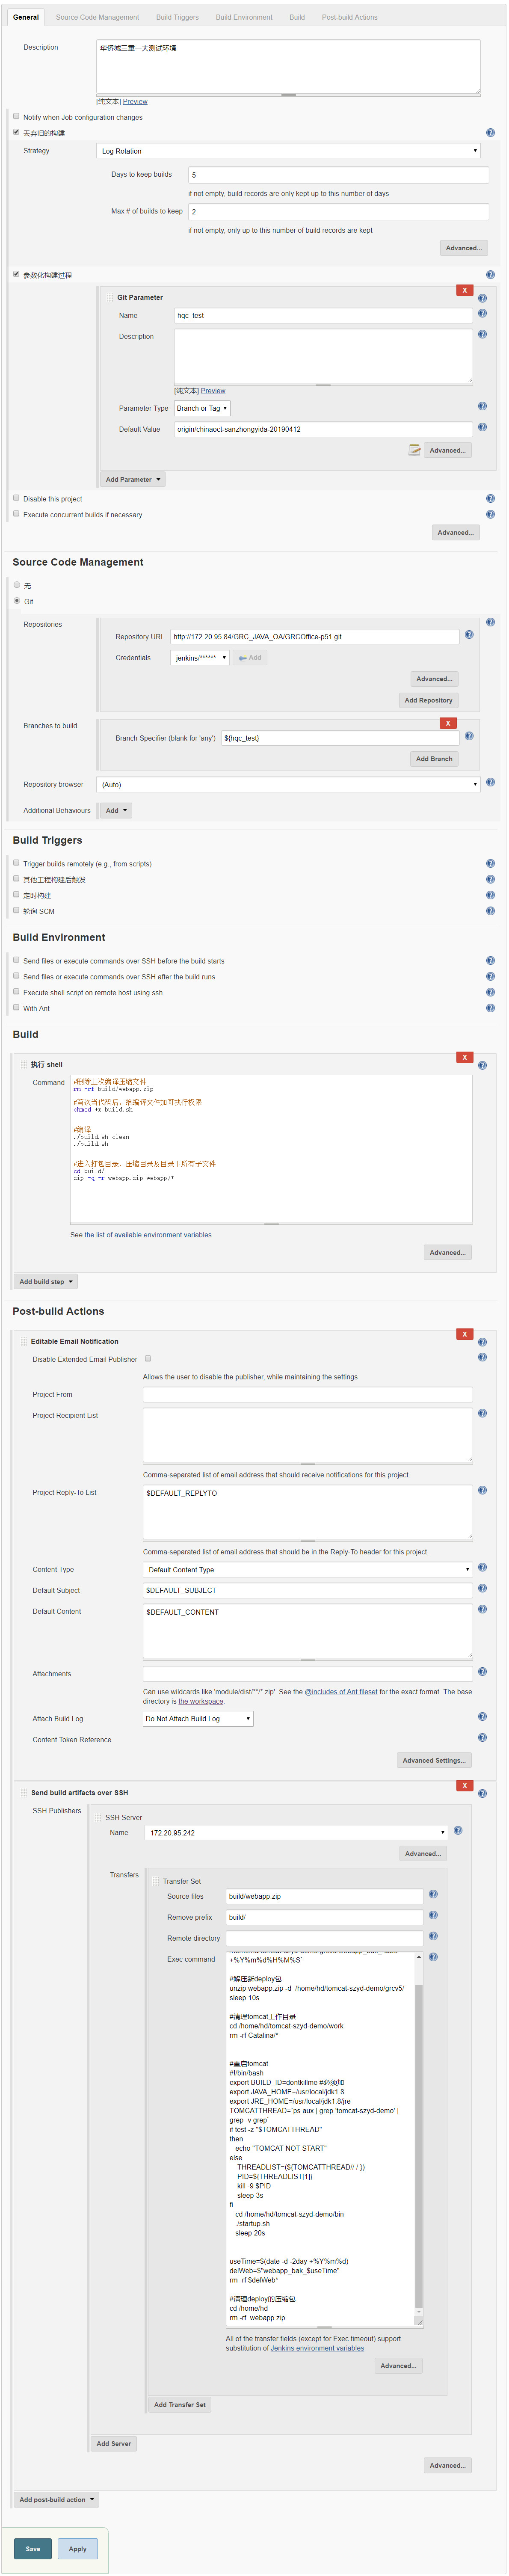 General Source Code Management Build Triggers Build Environment Build Post-build Actions
Description
华侨城三重一大测试环境
[纯文本] Preview
Notify when Job configuration changes
丢弃旧的构建
Strategy
Log Rotation
Days to keep builds
5
if not empty, build records are only kept up to this number of days
Max # of builds to keep
2
if not empty, only up to this number of build records are kept
Advanced...
参数化构建过程
X
Git Parameter
Name
hqc_test
Description
[纯文本] Preview
Parameter Type
Branch or Tag
Default Value
origin/chinaoct-sanzhongyida-20190412
Advanced...
Add Parameter
Disable this project
Execute concurrent builds if necessary
Advanced...
Source Code Management
无
Git
Repositories
Repository URL
http://172.20.95.84/GRC_JAVA_OA/GRCOffice-p51.git
Credentials
jenkins/******
Add
Advanced...
Add Repository
Branches to build
X
Branch Specifier (blank for 'any')
${hqc_test}
Add Branch
Repository browser
(Auto)
Additional Behaviours
Add
Build Triggers
Trigger builds remotely (e.g., from scripts)
其他工程构建后触发
定时构建
轮询 SCM
Build Environment
Send files or execute commands over SSH before the build starts
Send files or execute commands over SSH after the build runs
Execute shell script on remote host using ssh
With Ant
Build
X
执行 shell
Command
#删除上次编译压缩文件
rm -rf build/webapp.zip
#首次当代码后，给编译文件加可执行权限
chmod +x build.sh
#编译
./build.sh clean
./build.sh
#进入打包目录，压缩目录及目录下所有子文件
cd build/
zip -q -r webapp.zip webapp/*
See the list of available environment variables
Advanced...
Add build step
Post-build Actions
X
Editable Email Notification
Disable Extended Email Publisher
Allows the user to disable the publisher, while maintaining the settings
Project From
Project Recipient List
Comma-separated list of email address that should receive notifications for this project.
Project Reply-To List
$DEFAULT_REPLYTO
Comma-separated list of email address that should be in the Reply-To header for this project.
Content Type
Default Content Type
Default Subject
$DEFAULT_SUBJECT
Default Content
$DEFAULT_CONTENT
Attachments
Can use wildcards like 'module/dist/**/*.zip'. See the @includes of Ant fileset for the exact format. The base
directory is the workspace.
Attach Build Log
Do Not Attach Build Log
Content Token Reference
Advanced Settings...
X
Send build artifacts over SSH
SSH Publishers
SSH Server
Name
172.20.95.242
Advanced...
Transfers
Transfer Set
Source files
build/webapp.zip
Remove prefix
build/
Remote directory
Exec command
+%Y%m%d%H%M%S`
#解压新deploy包
unzip webapp.zip -d /home/hd/tomcat-szyd-demo/grcv5/
sleep 10s
#清理tomcat工作目录
cd /home/hd/tomcat-szyd-demo/work
rm -rf Catalina/*
#重启tomcat
#!/bin/bash
export BUILD_ID=dontkillme #必须加
export JAVA_HOME=/usr/local/jdk1.8
export JRE_HOME=/usr/local/jdk1.8/jre
TOMCATTHREAD=`ps aux | grep 'tomcat-szyd-demo' |
grep -v grep`
if test -z "$TOMCATTHREAD"
then
echo "TOMCAT NOT START"
else
THREADLIST=(${TOMCATTHREAD// / })
PID=${THREADLIST[1]}
kill -9 $PID
sleep 3s
fi
cd /home/hd/tomcat-szyd-demo/bin
./startup.sh
sleep 20s
useTime=$(date -d -2day +%Y%m%d)
delWeb=$"webapp_bak_$useTime"
rm -rf $delWeb*
#清理deploy的压缩包
cd /home/hd
rm -rf webapp.zip
All of the transfer fields (except for Exec timeout) support
substitution of Jenkins environment variables
Advanced...
Add Transfer Set
Add Server
Advanced...
Add post-build action
Save
Apply